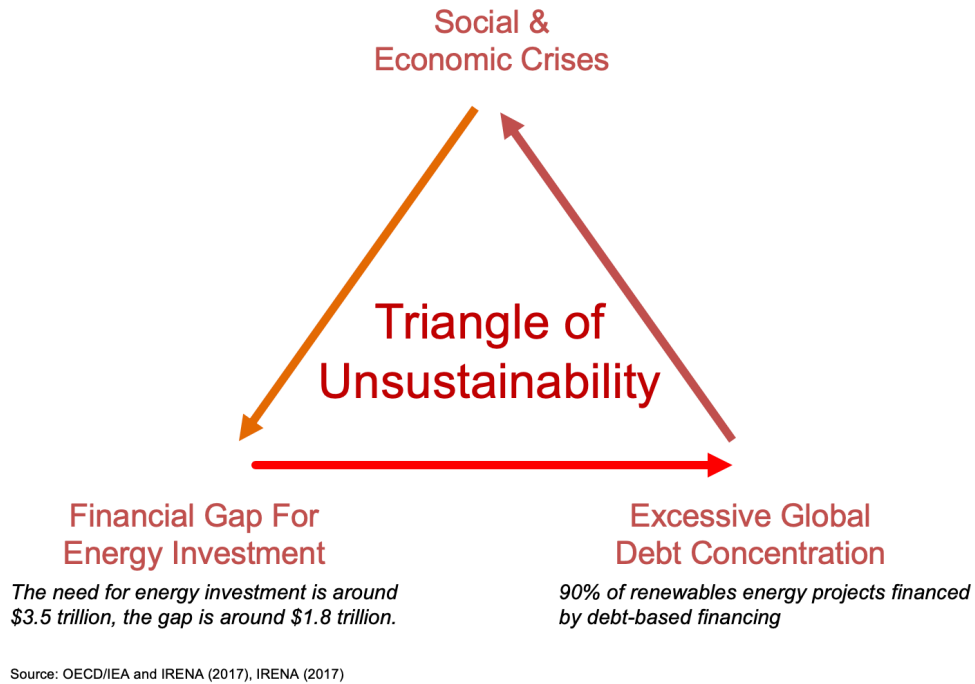 Social &
Economic Crises
Triangle of
Unsustainability
Financial Gap For
Energy Investment
The need for energy investment is around
$3.5 trillion, the gap is around $1.8 trillion.
Excessive Global
Debt Concentration
90% of renewables energy projects financed
by debt-based financing
Source: OECD/IEA and IRENA (2017), IRENA (2017)